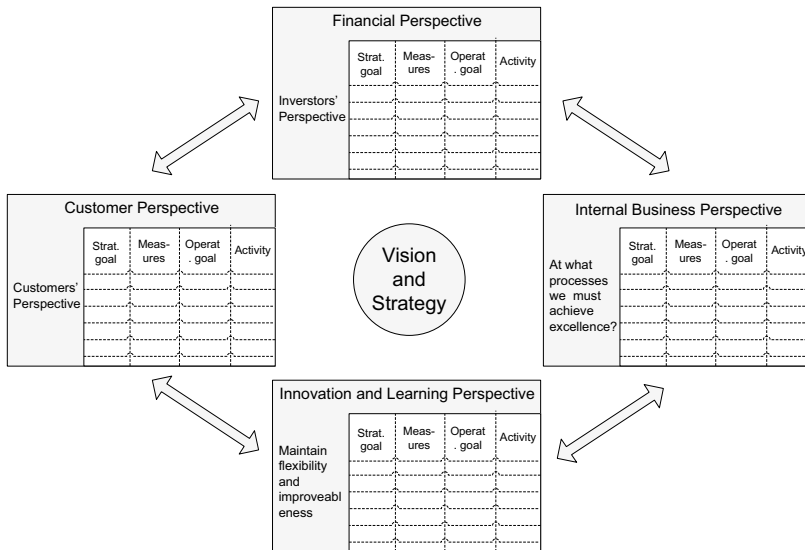 Financial Perspective
Strat.
goal
Meas-
ures
Operat
. goal
Activity
Inverstors'
Perspective
Customer Perspective
Strat.
goal
Meas-
ures
Operat
. goal
Activity
Customers'
Perspective
Vision
and
Strategy
Internal Business Perspective
Strat.
goal
Meas-
ures
Operat
. goal
Activity
At what
processes
we must
achieve
excellence?
Innovation and Learning Perspective
Strat.
goal
Meas-
ures
Operat
. goal
Activity
Maintain
flexibility
and
improveabl
eness